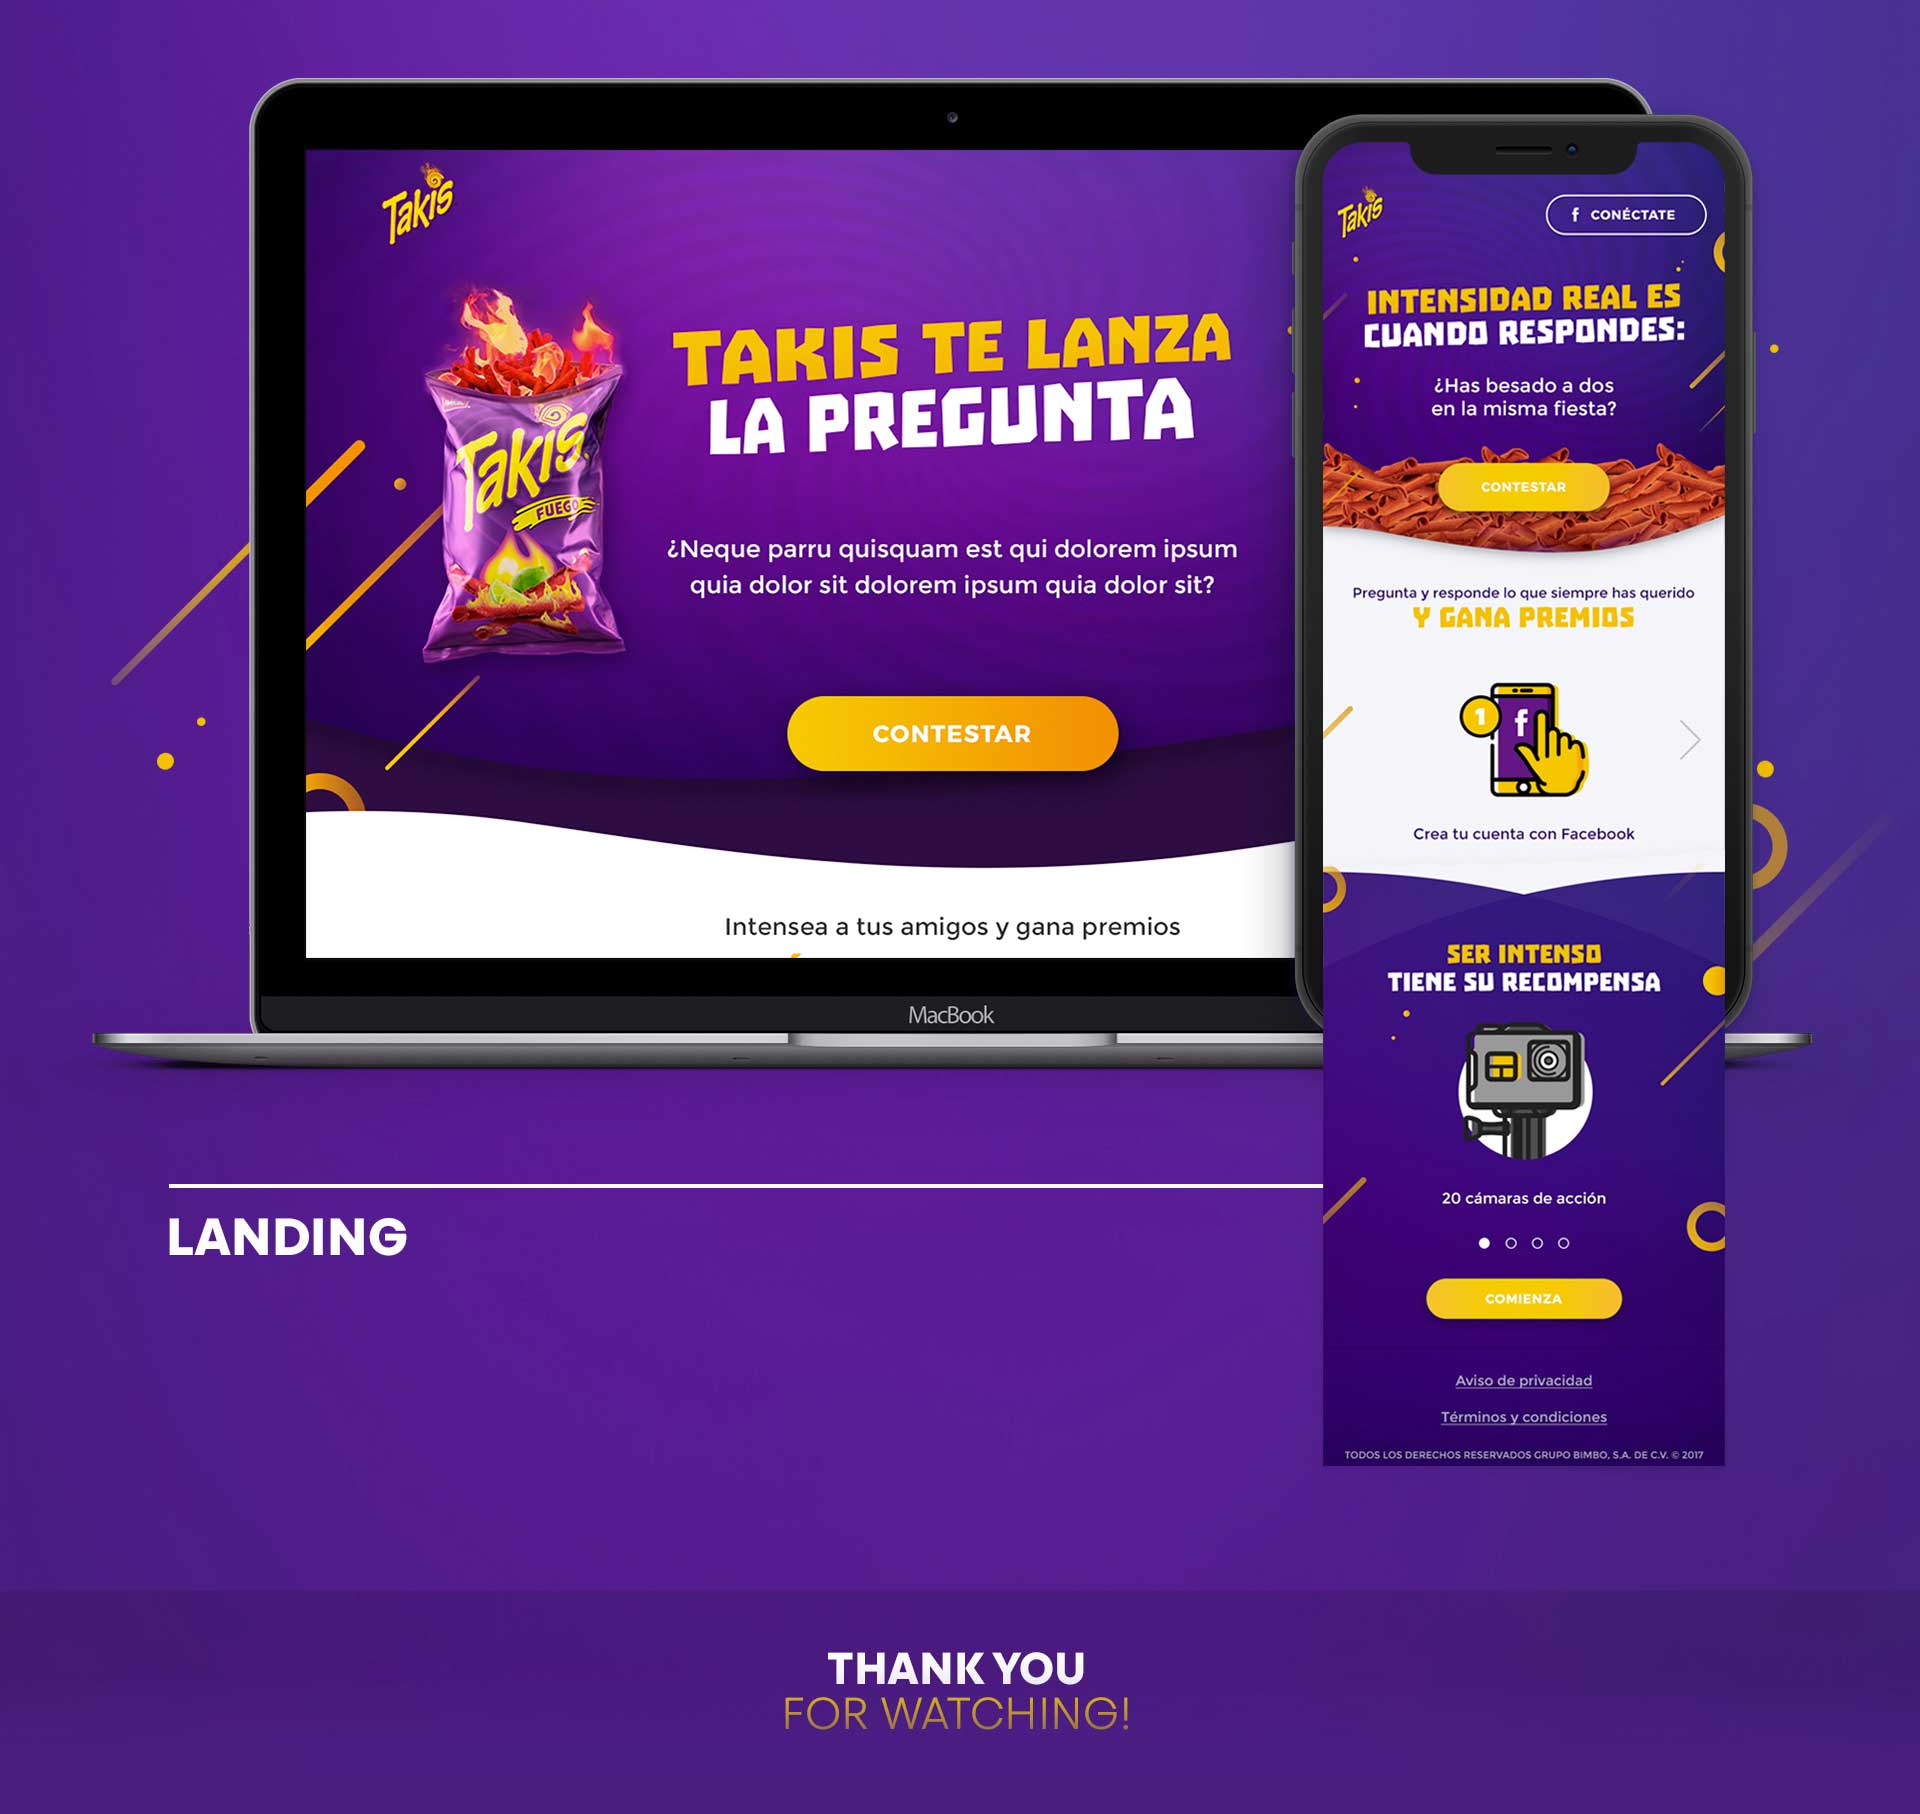 Takis
TAKIS TE LANZA
LA PREGUNTA
Takis
FUEGO
¿Neque parru quisquam est qui dolorem ipsum
quia dolor sit dolorem ipsum quia dolor sit?
CONTESTAR
Intensea a tus amigos y gana premios
MacBook
Takis
f CONÉCTATE
INTENSIDAD REAL ES
CUANDO RESPONDES:
¿Has besado a dos
en la misma fiesta?
CONTESTAR
Pregunta y responde lo que siempre has querido
Y GANA PREMIOS
1
f
Crea tu cuenta con Facebook
SER INTENSO
TIENE SU RECOMPENSA
20 cámaras de acción
COMIENZA
Aviso de privacidad
Términos y condiciones
TODOS LOS DERECHOS RESERVADOS GRUPO BIMBO, S.A. DE C.V. © 2017
LANDING
THANK YOU
FOR WATCHING!